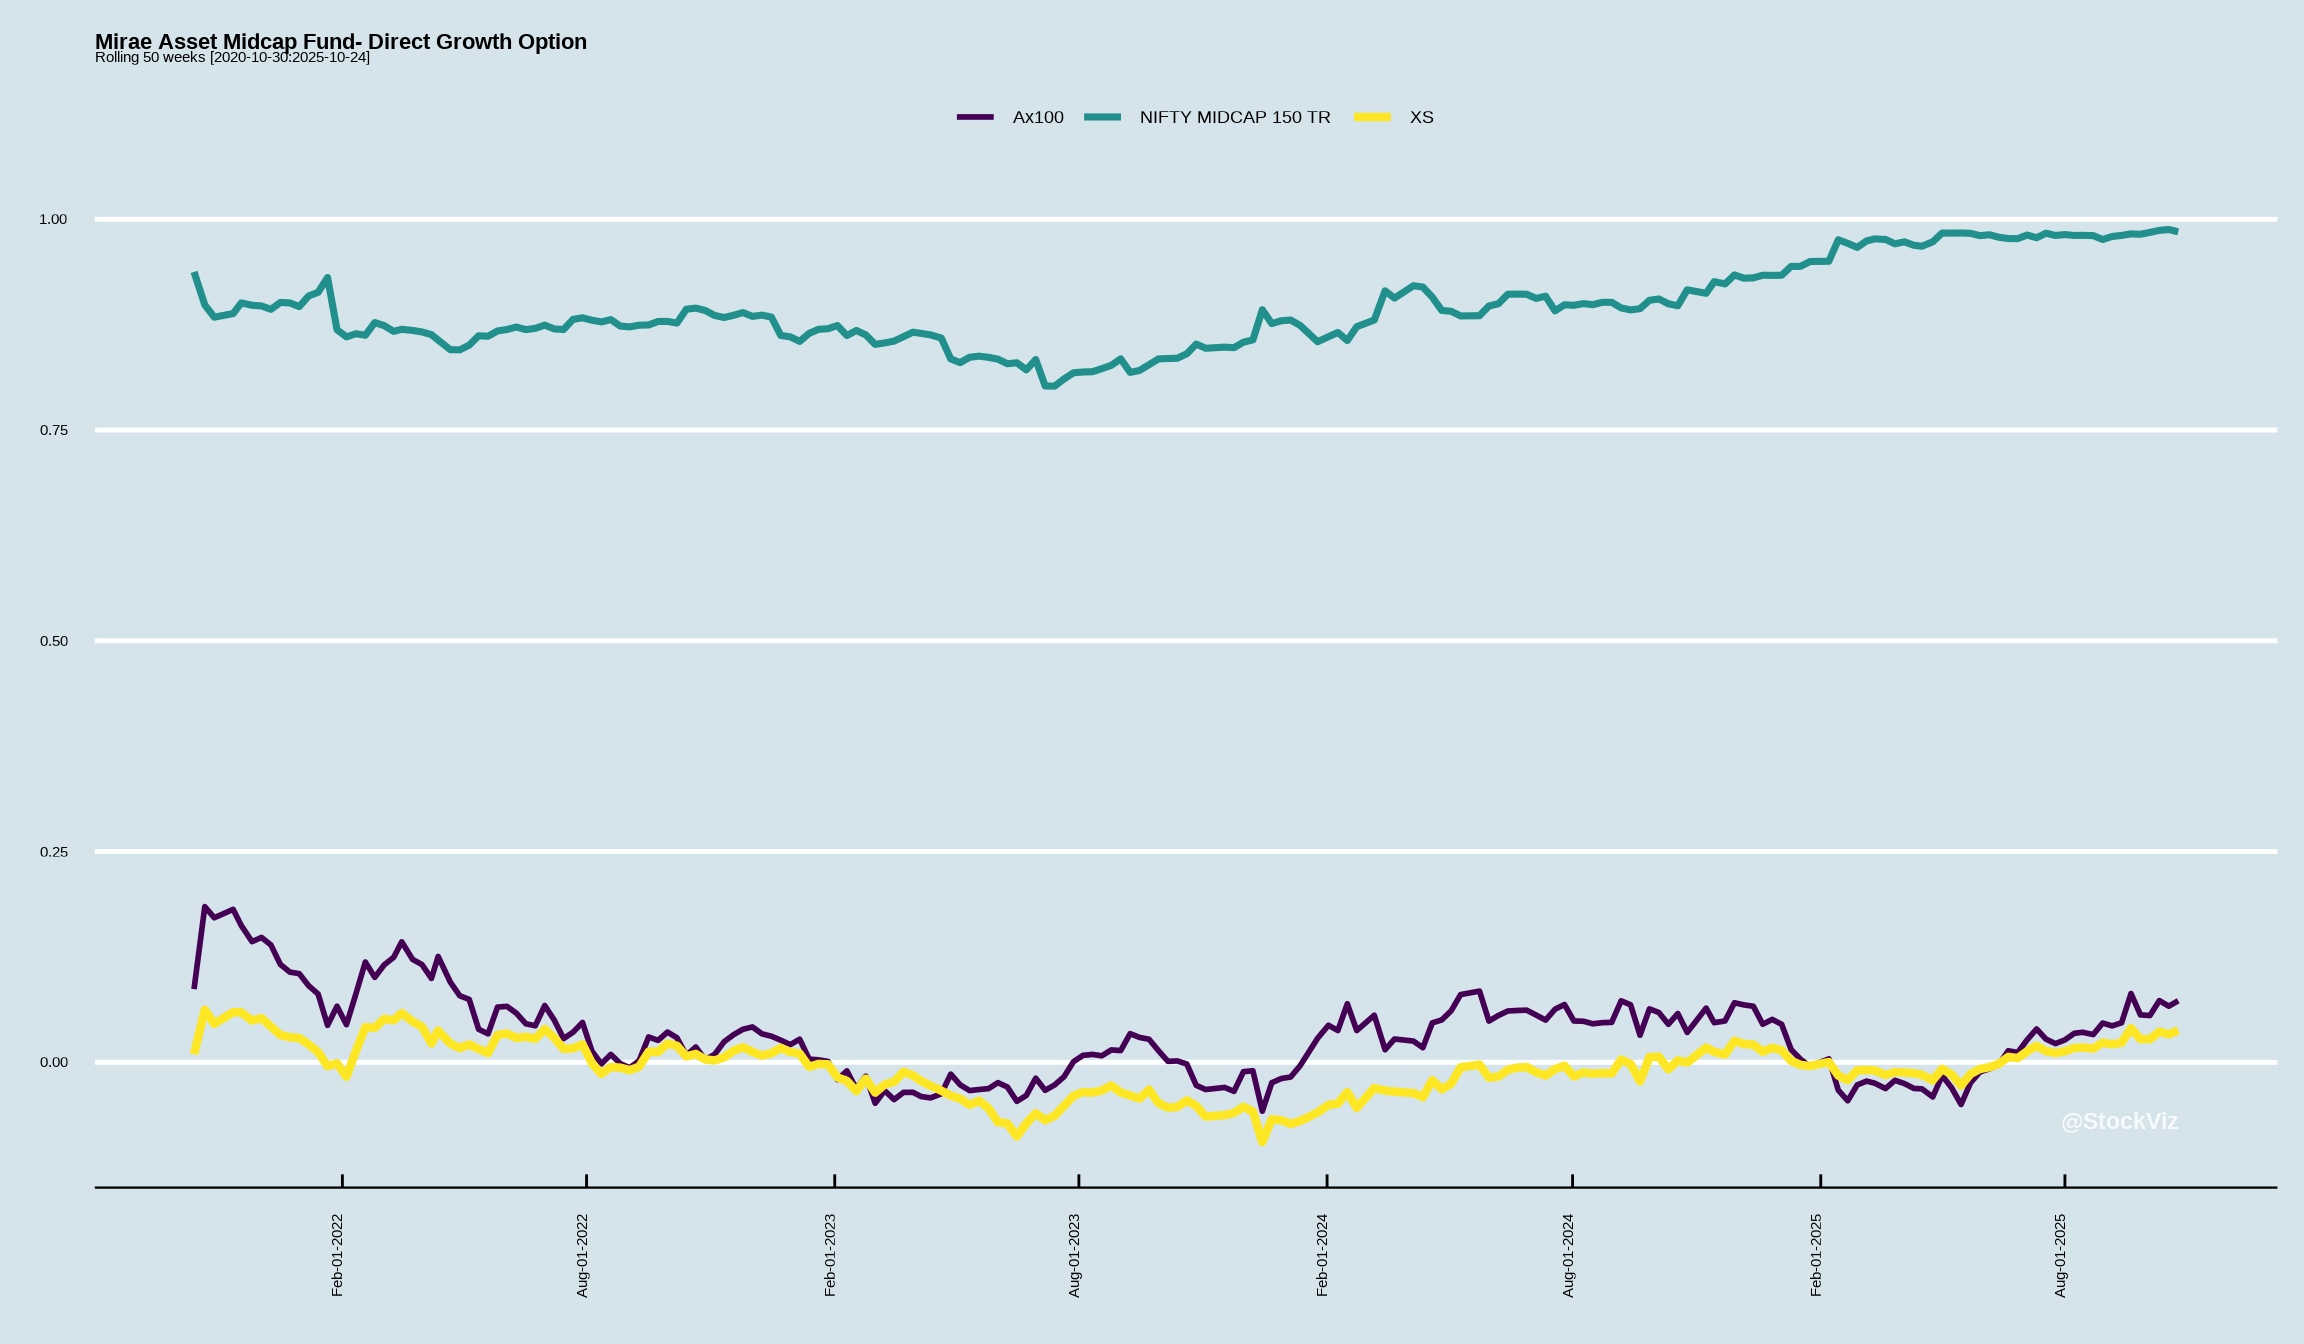 Mirae Asset Midcap Fund- Direct Growth Option
Rolling 50 weeks [2020-10-30:2025-10-24]
Ax100 NIFTY MIDCAP 150 TR XS
1.00
0.75
0.50
0.25
0.00
@StockViz
Feb-01-2022 Aug-01-2022 Feb-01-2023 Aug-01-2023 Feb-01-2024 Aug-01-2024 Feb-01-2025 Aug-01-2025